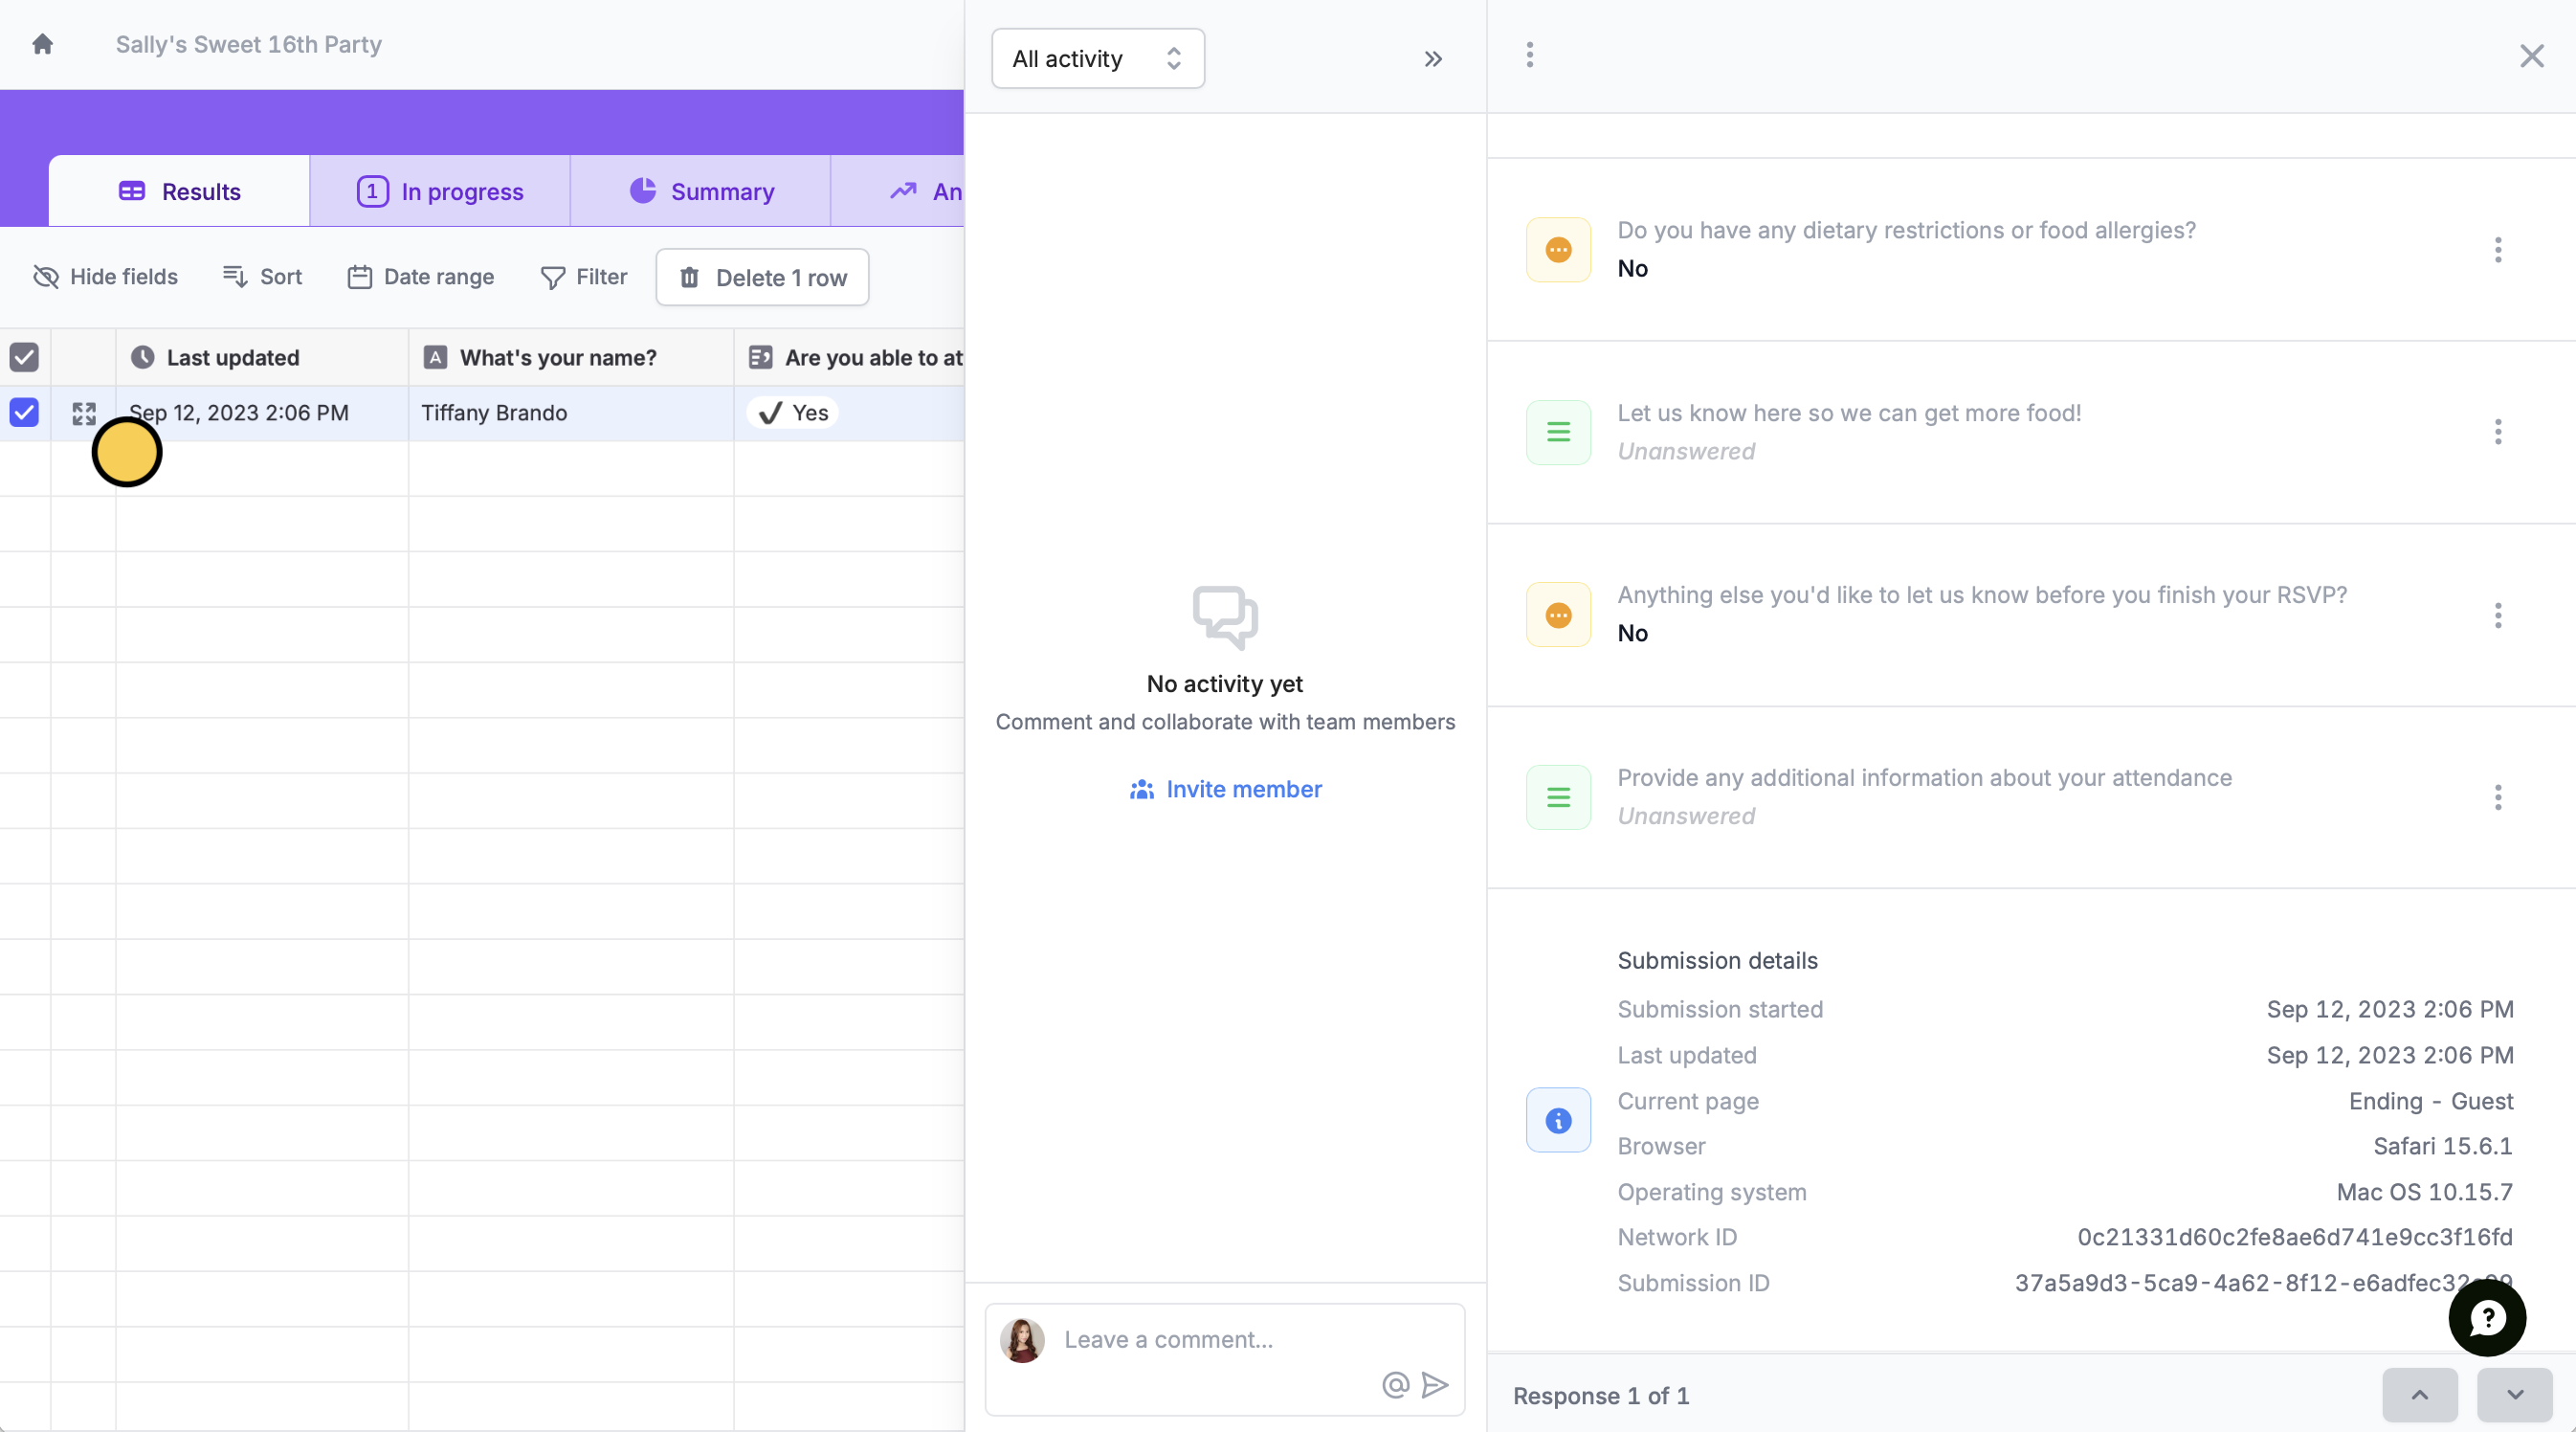 Sally's Sweet 16th Party
Results
1 In progress
Summary
An
Hide fields
Sort
Date range
Filter
Delete 1 row
Last updated
What's your name?
Are you able to at
Sep 12, 2023 2:06 PM
Tiffany Brando
Yes
All activity
No activity yet
Comment and collaborate with team members
Invite member
Leave a comment...
Do you have any dietary restrictions or food allergies?
No
Let us know here so we can get more food!
Unanswered
Anything else you'd like to let us know before you finish your RSVP?
No
Provide any additional information about your attendance
Unanswered
Submission details
Submission started Sep 12, 2023 2:06 PM
Last updated Sep 12, 2023 2:06 PM
Current page Ending - Guest
Browser Safari 15.6.1
Operating system Mac OS 10.15.7
Network ID 0c21331d60c2fe8ae6d741e9cc3f16fd
Submission ID
Response 1 of 1